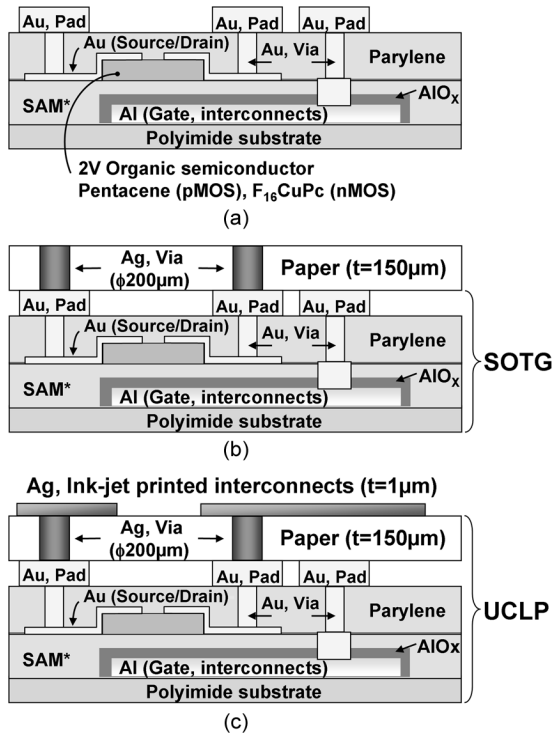 Au, Pad Au, Pad Au, Pad
Au (Source/Drain) Au, Via Parylene
SAM* AlOX
Al (Gate, interconnects)
Polyimide substrate
2V Organic semiconductor
Pentacene (pMOS), F16CuPc (nMOS)
(a)
Ag, Via Paper (t=150μm)
(ϕ200μm)
Au, Pad Au, Pad Au, Pad
Au (Source/Drain) Au, Via Parylene
SOTG
SAM* AlOX
Al (Gate, interconnects)
Polyimide substrate
(b)
Ag, Ink-jet printed interconnects (t=1μm)
Ag, Via Paper (t=150μm)
(ϕ200μm)
Au, Pad Au, Pad Au, Pad
Au (Source/Drain) Au, Via Parylene
UCLP
SAM* AlOx
Al (Gate, interconnects)
Polyimide substrate
(c)